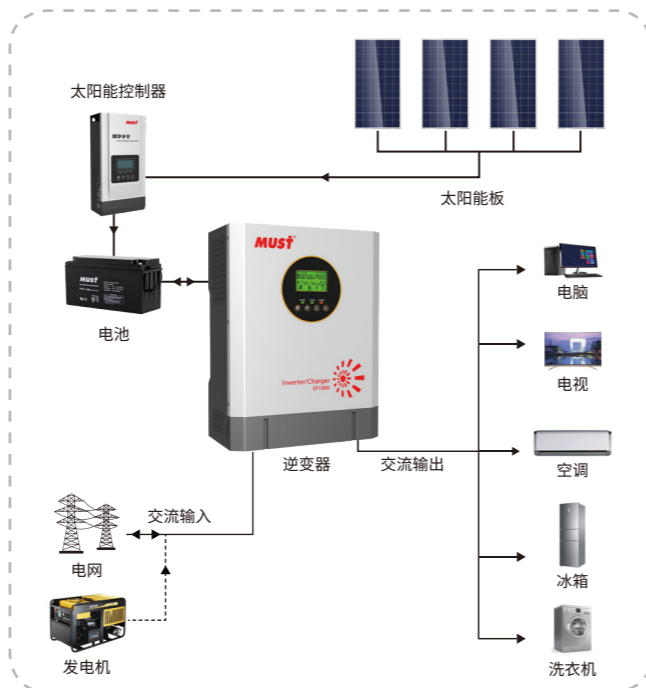 太阳能控制器
MUST
MPPT
太阳能板
MUST
MUST
电池
Inverter/Charger
逆变器
交流输出
电脑
电视
空调
冰箱
洗衣机
交流输入
电网
发电机